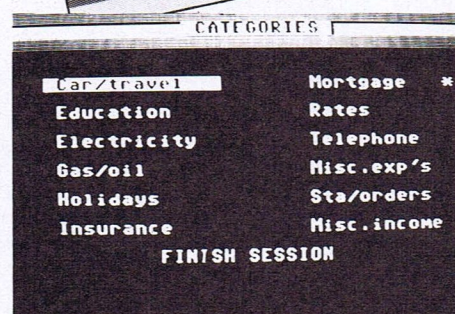 CATEGORIES
Car/travel Mortgage *
Education Rates
Electricity Telephone
Gas/oil Misc.exp's
Holidays Sta/orders
Insurance Misc.income
FINISH SESSION